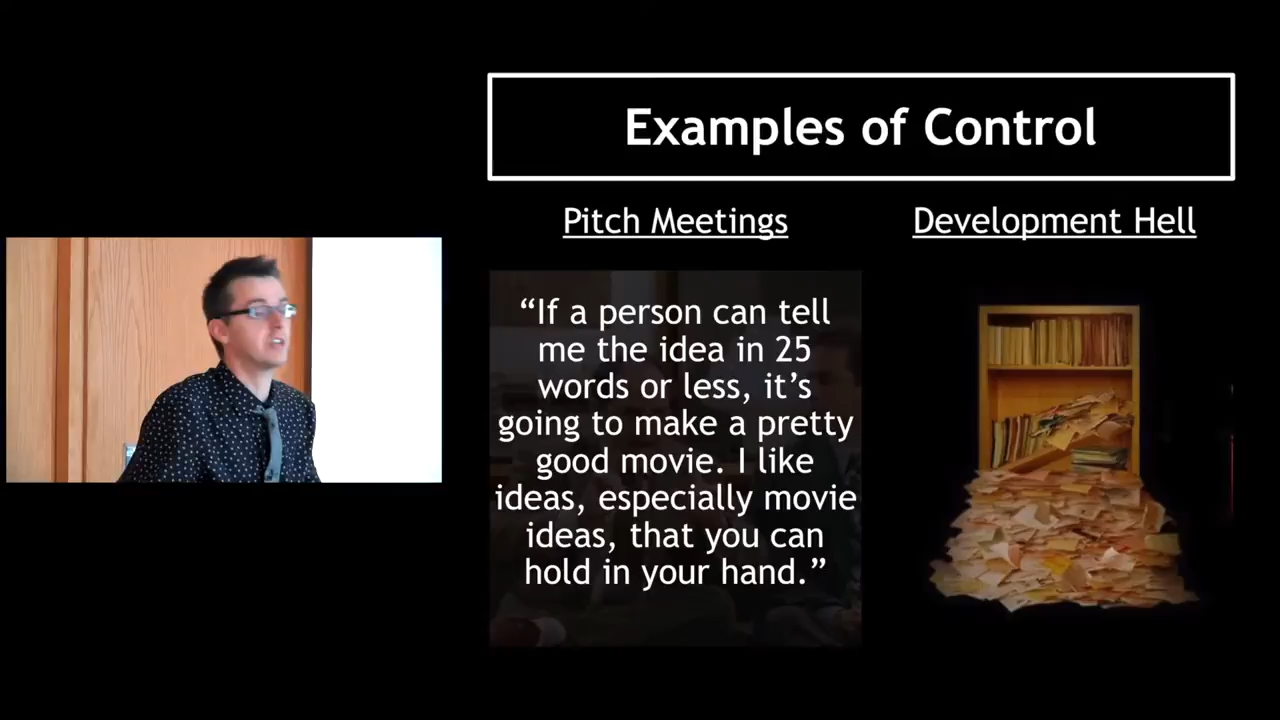 Examples of Control
Pitch Meetings
Development Hell
“If a person can tell
me the idea in 25
words or less, it’s
going to make a pretty
good movie. I like
ideas, especially movie
ideas, that you can
hold in your hand.”